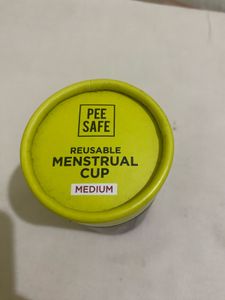 PEE
SAFE
REUSABLE
MENSTRUAL
CUP
MEDIUM